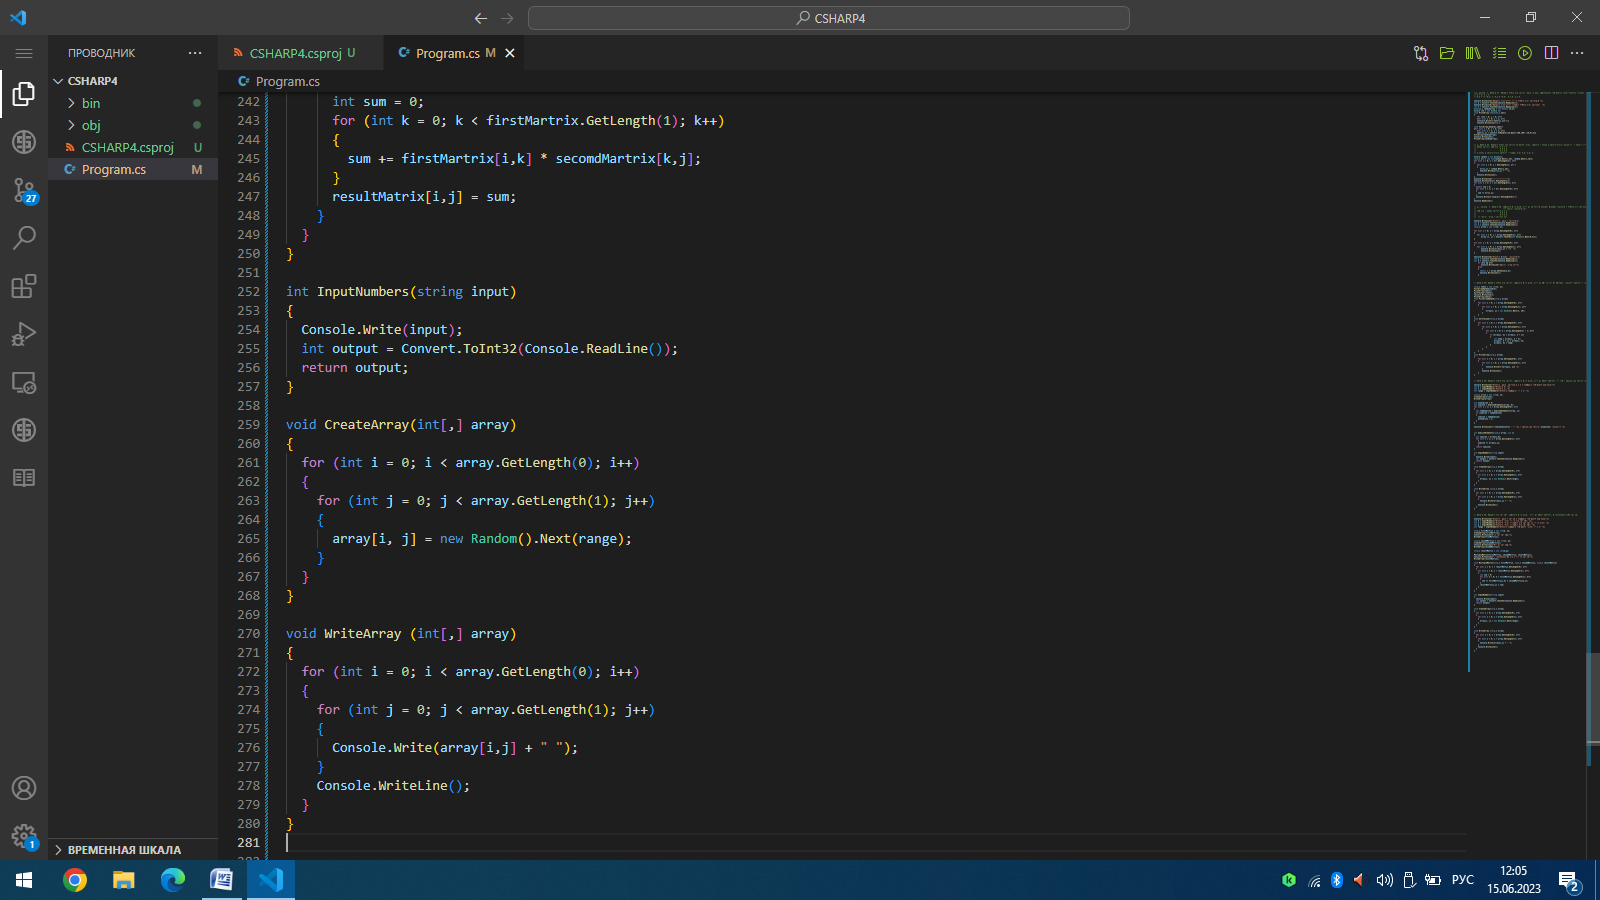 CSHARP4
ПРОВОДНИК
CSHARP4.csproj U
Program.cs M
CSHARP4
Program.cs
bin
obj
CSHARP4.csproj U
Program.cs M
27
242 int sum = 0;
243 for (int k = 0; k < firstMartrix.GetLength(1); k++)
244 {
245 sum += firstMartrix[i,k] * secomdMartrix[k,j];
246 }
247 resultMatrix[i,j] = sum;
248 }
249 }
250 }
251
252 int InputNumbers(string input)
253 {
254 Console.Write(input);
255 int output = Convert.ToInt32(Console.ReadLine());
256 return output;
257 }
258
259 void CreateArray(int[,] array)
260 {
261 for (int i = 0; i < array.GetLength(0); i++)
262 {
263 for (int j = 0; j < array.GetLength(1); j++)
264 {
265 array[i, j] = new Random().Next(range);
266 }
267 }
268 }
269
270 void WriteArray (int[,] array)
271 {
272 for (int i = 0; i < array.GetLength(0); i++)
273 {
274 for (int j = 0; j < array.GetLength(1); j++)
275 {
276 Console.Write(array[i,j] + " ");
277 }
278 Console.WriteLine();
279 }
280 }
281
1
ВРЕМЕННАЯ ШКАЛА
РУС
12:05
15.06.2023
2